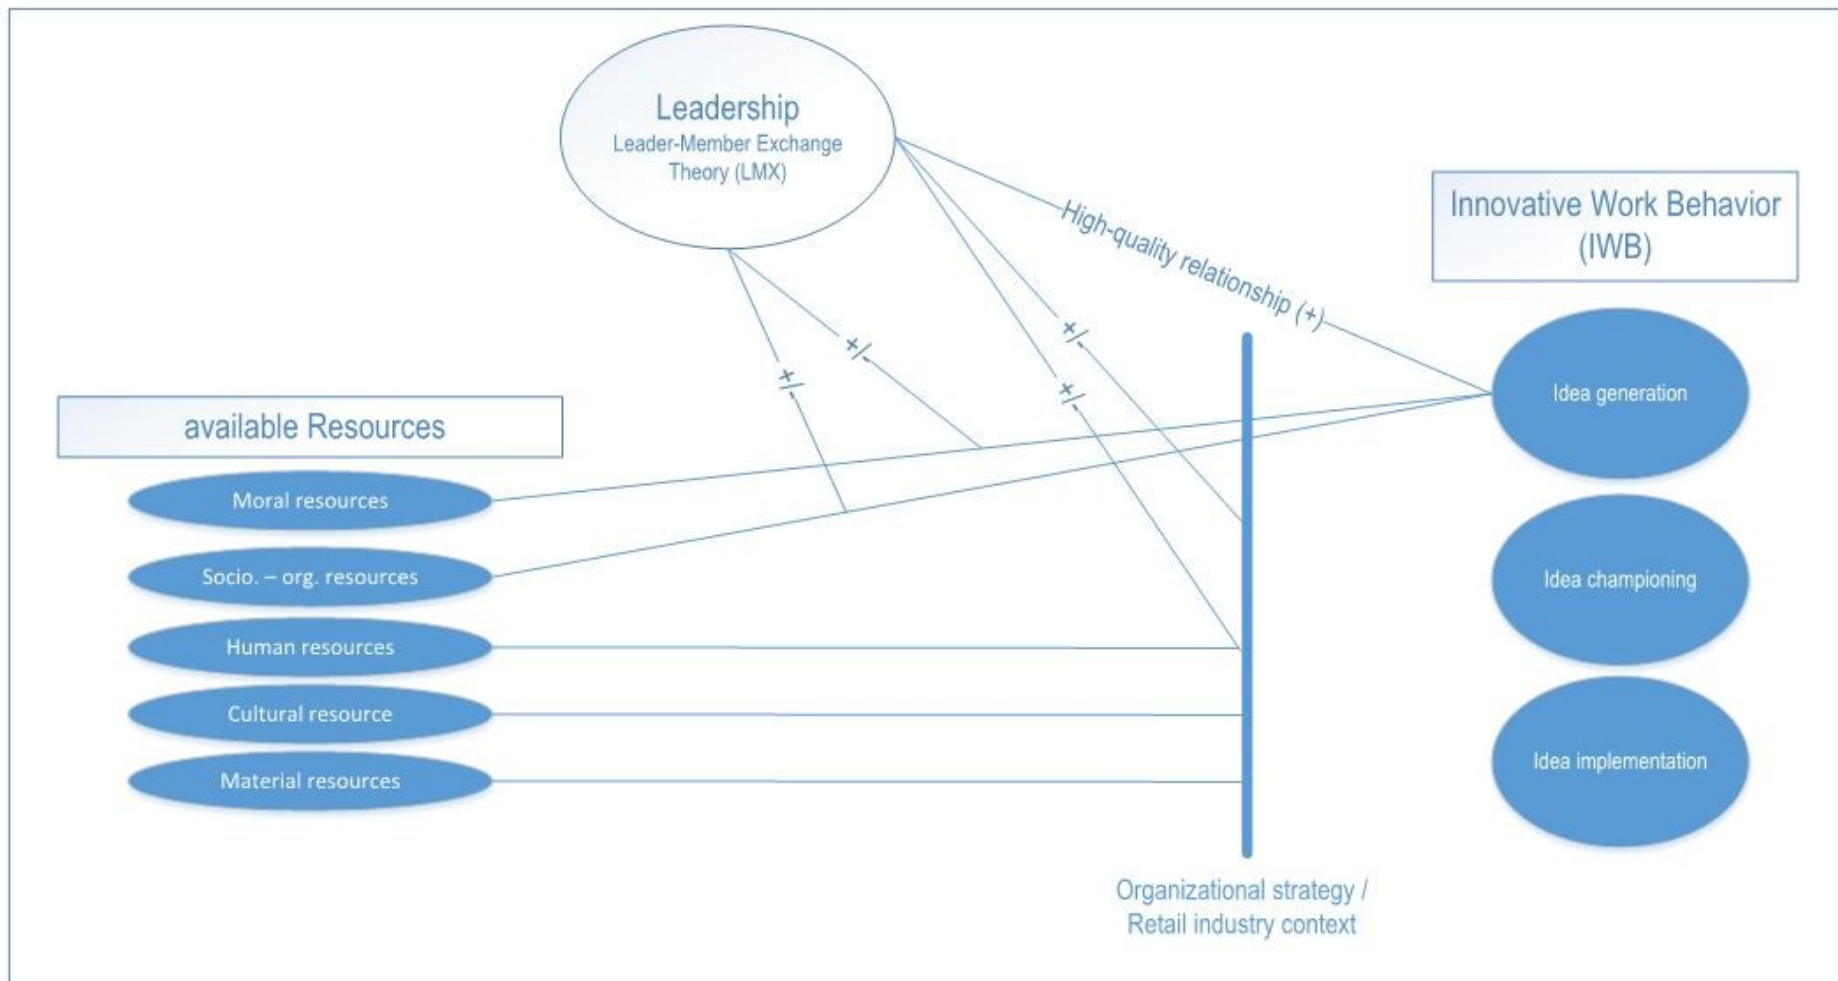 Leadership
Leader-Member Exchange
Theory (LMX)
High-quality relationship (+)
Innovative Work Behavior
(IWB)
+/-
+/-
+/-
+/-
Idea generation
available Resources
Moral resources
Socio. – org. resources
Human resources
Cultural resource
Material resources
Idea championing
Idea implementation
Organizational strategy /
Retail industry context